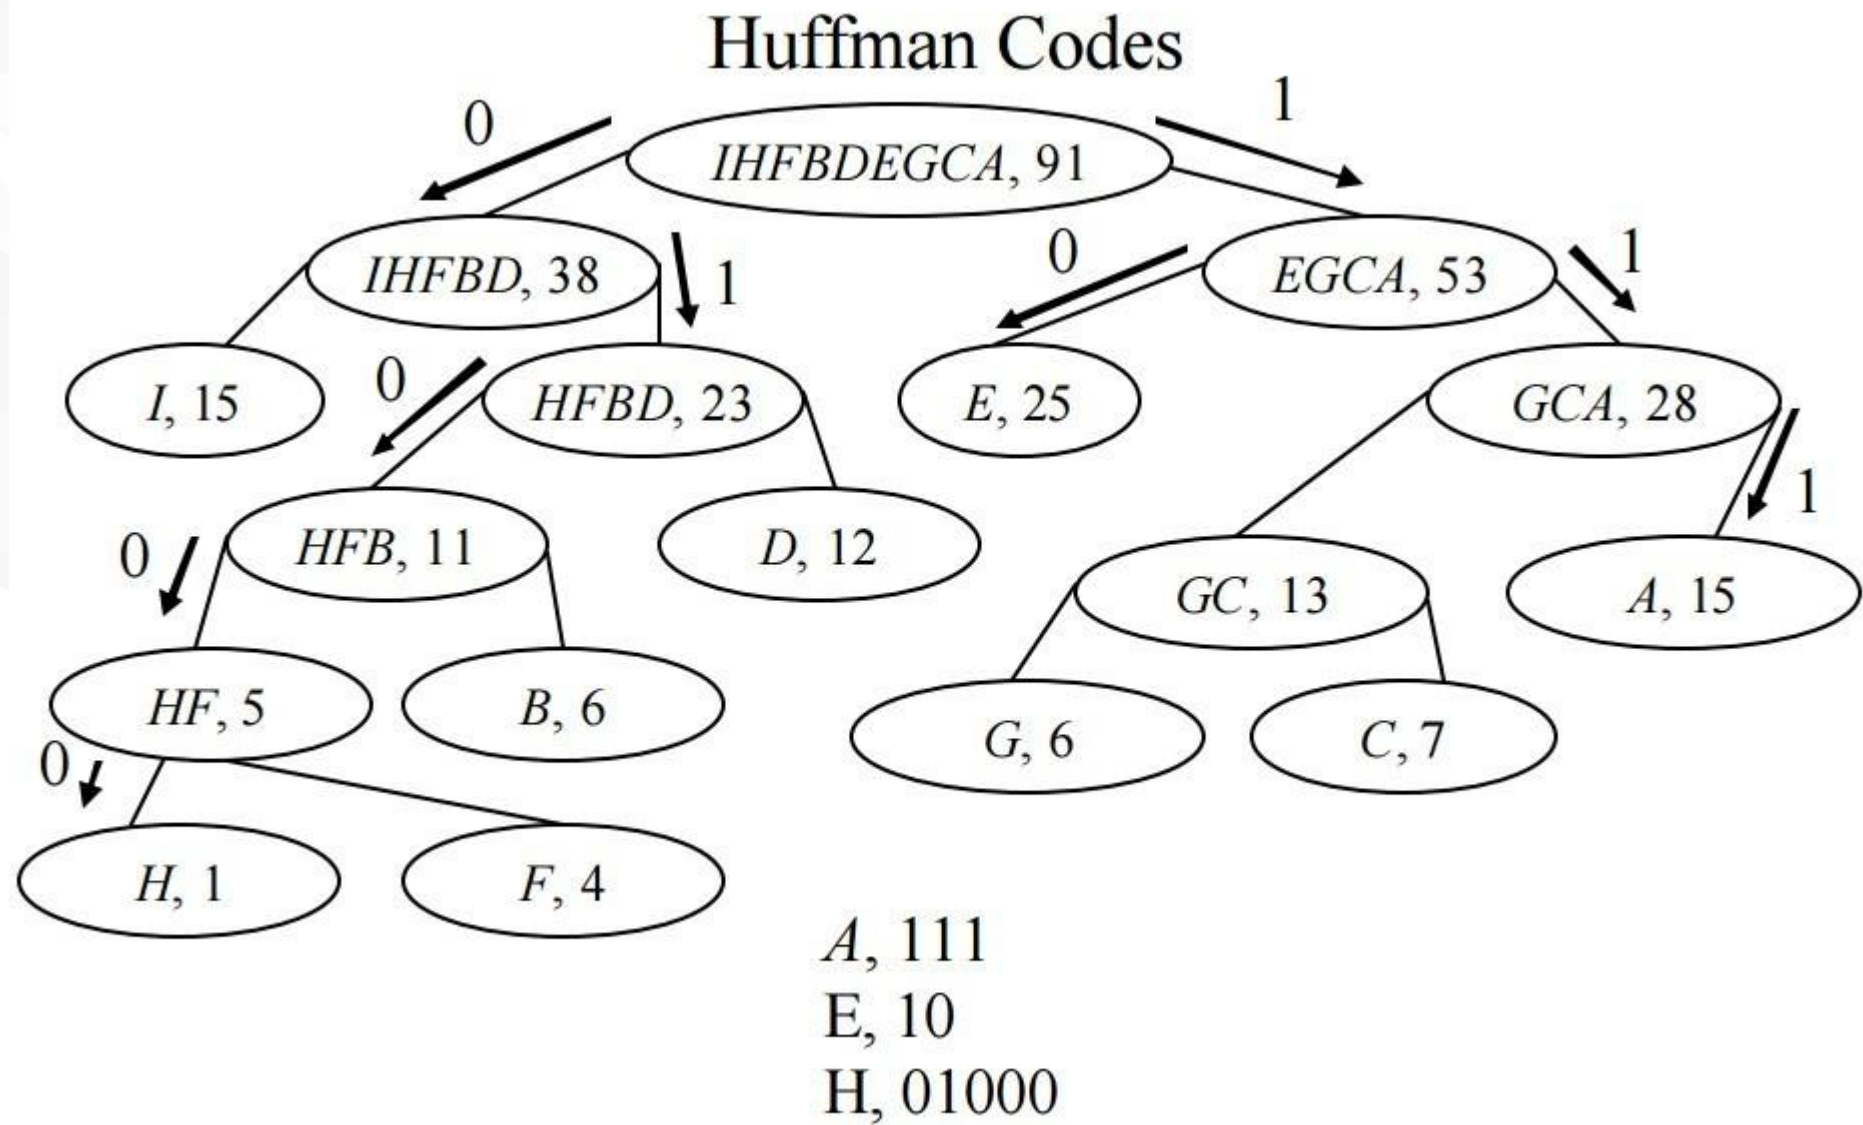 Huffman Codes
0
1
IHFBDEGCA, 91
0
1
IHFBD, 38
1
EGCA, 53
0
I, 15
HFBD, 23
E, 25
GCA, 28
1
0
HFB, 11
D, 12
GC, 13
A, 15
HF, 5
B, 6
G, 6
C, 7
0
H, 1
F, 4
A, 111
E, 10
H, 01000